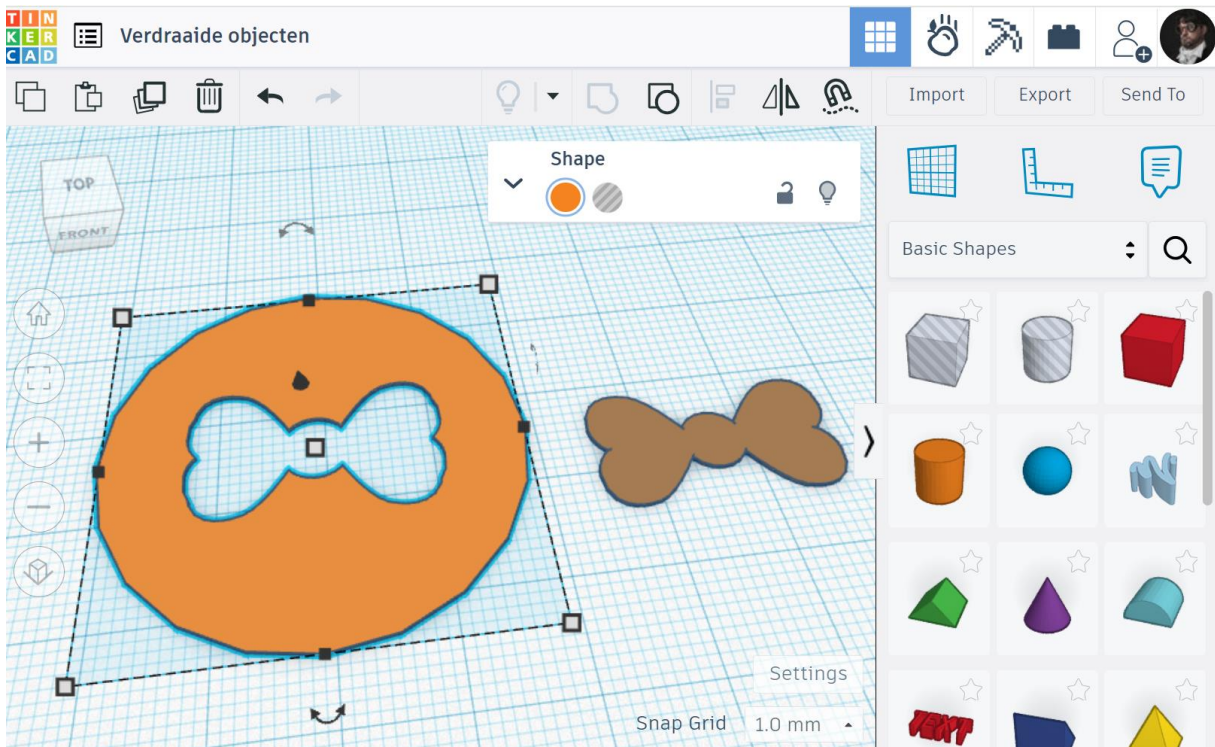 TIN
KER
CAD
Verdraaide objecten
Import
Export
Send To
TOP
FRONT
Shape
Basic Shapes
TEXT
Settings
Snap Grid
1.0 mm